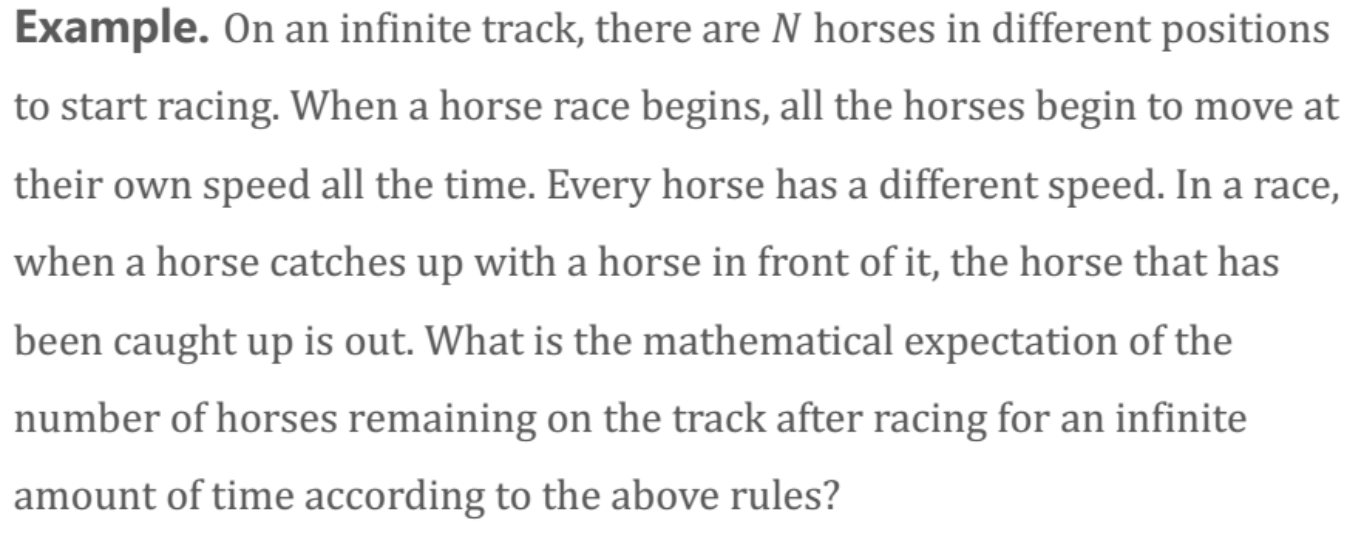 Example. On an infinite track, there are N horses in different positions
to start racing. When a horse race begins, all the horses begin to move at
their own speed all the time. Every horse has a different speed. In a race,
when a horse catches up with a horse in front of it, the horse that has
been caught up is out. What is the mathematical expectation of the
number of horses remaining on the track after racing for an infinite
amount of time according to the above rules?